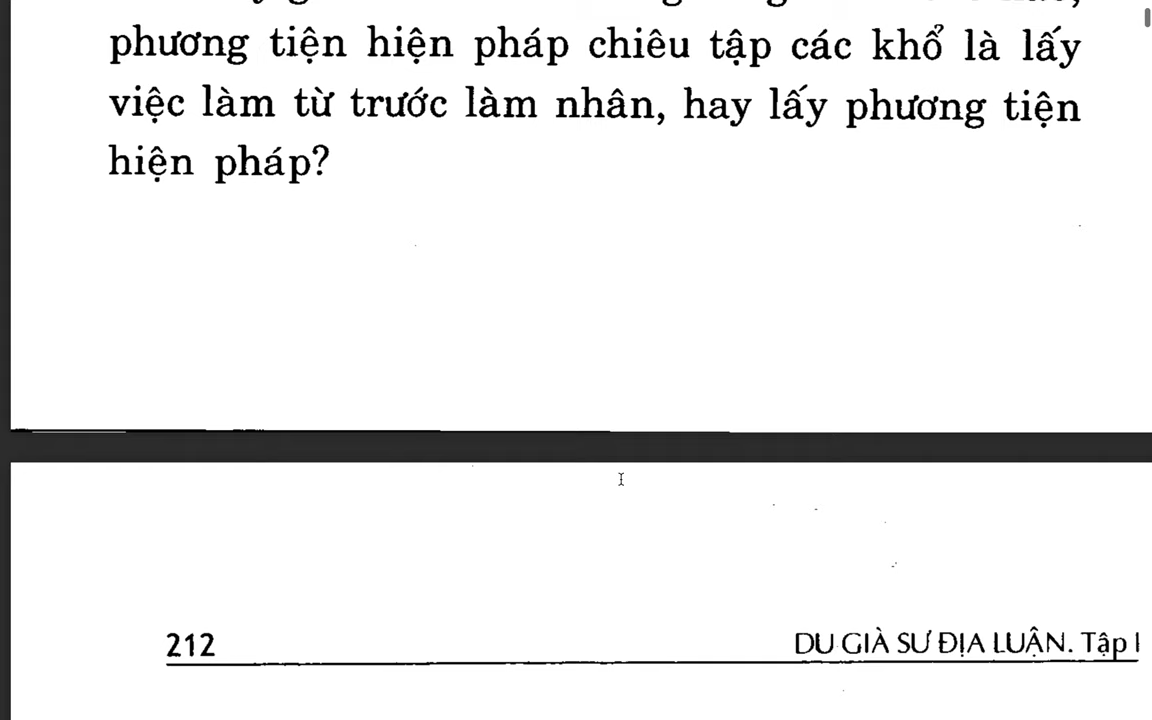 phương tiện hiện pháp chiêu tập các khổ là lấy
việc làm từ trước làm nhân, hay lấy phương tiện
hiện pháp?
212 DU GIÀ SƯ ĐỊA LUẬN. Tập I